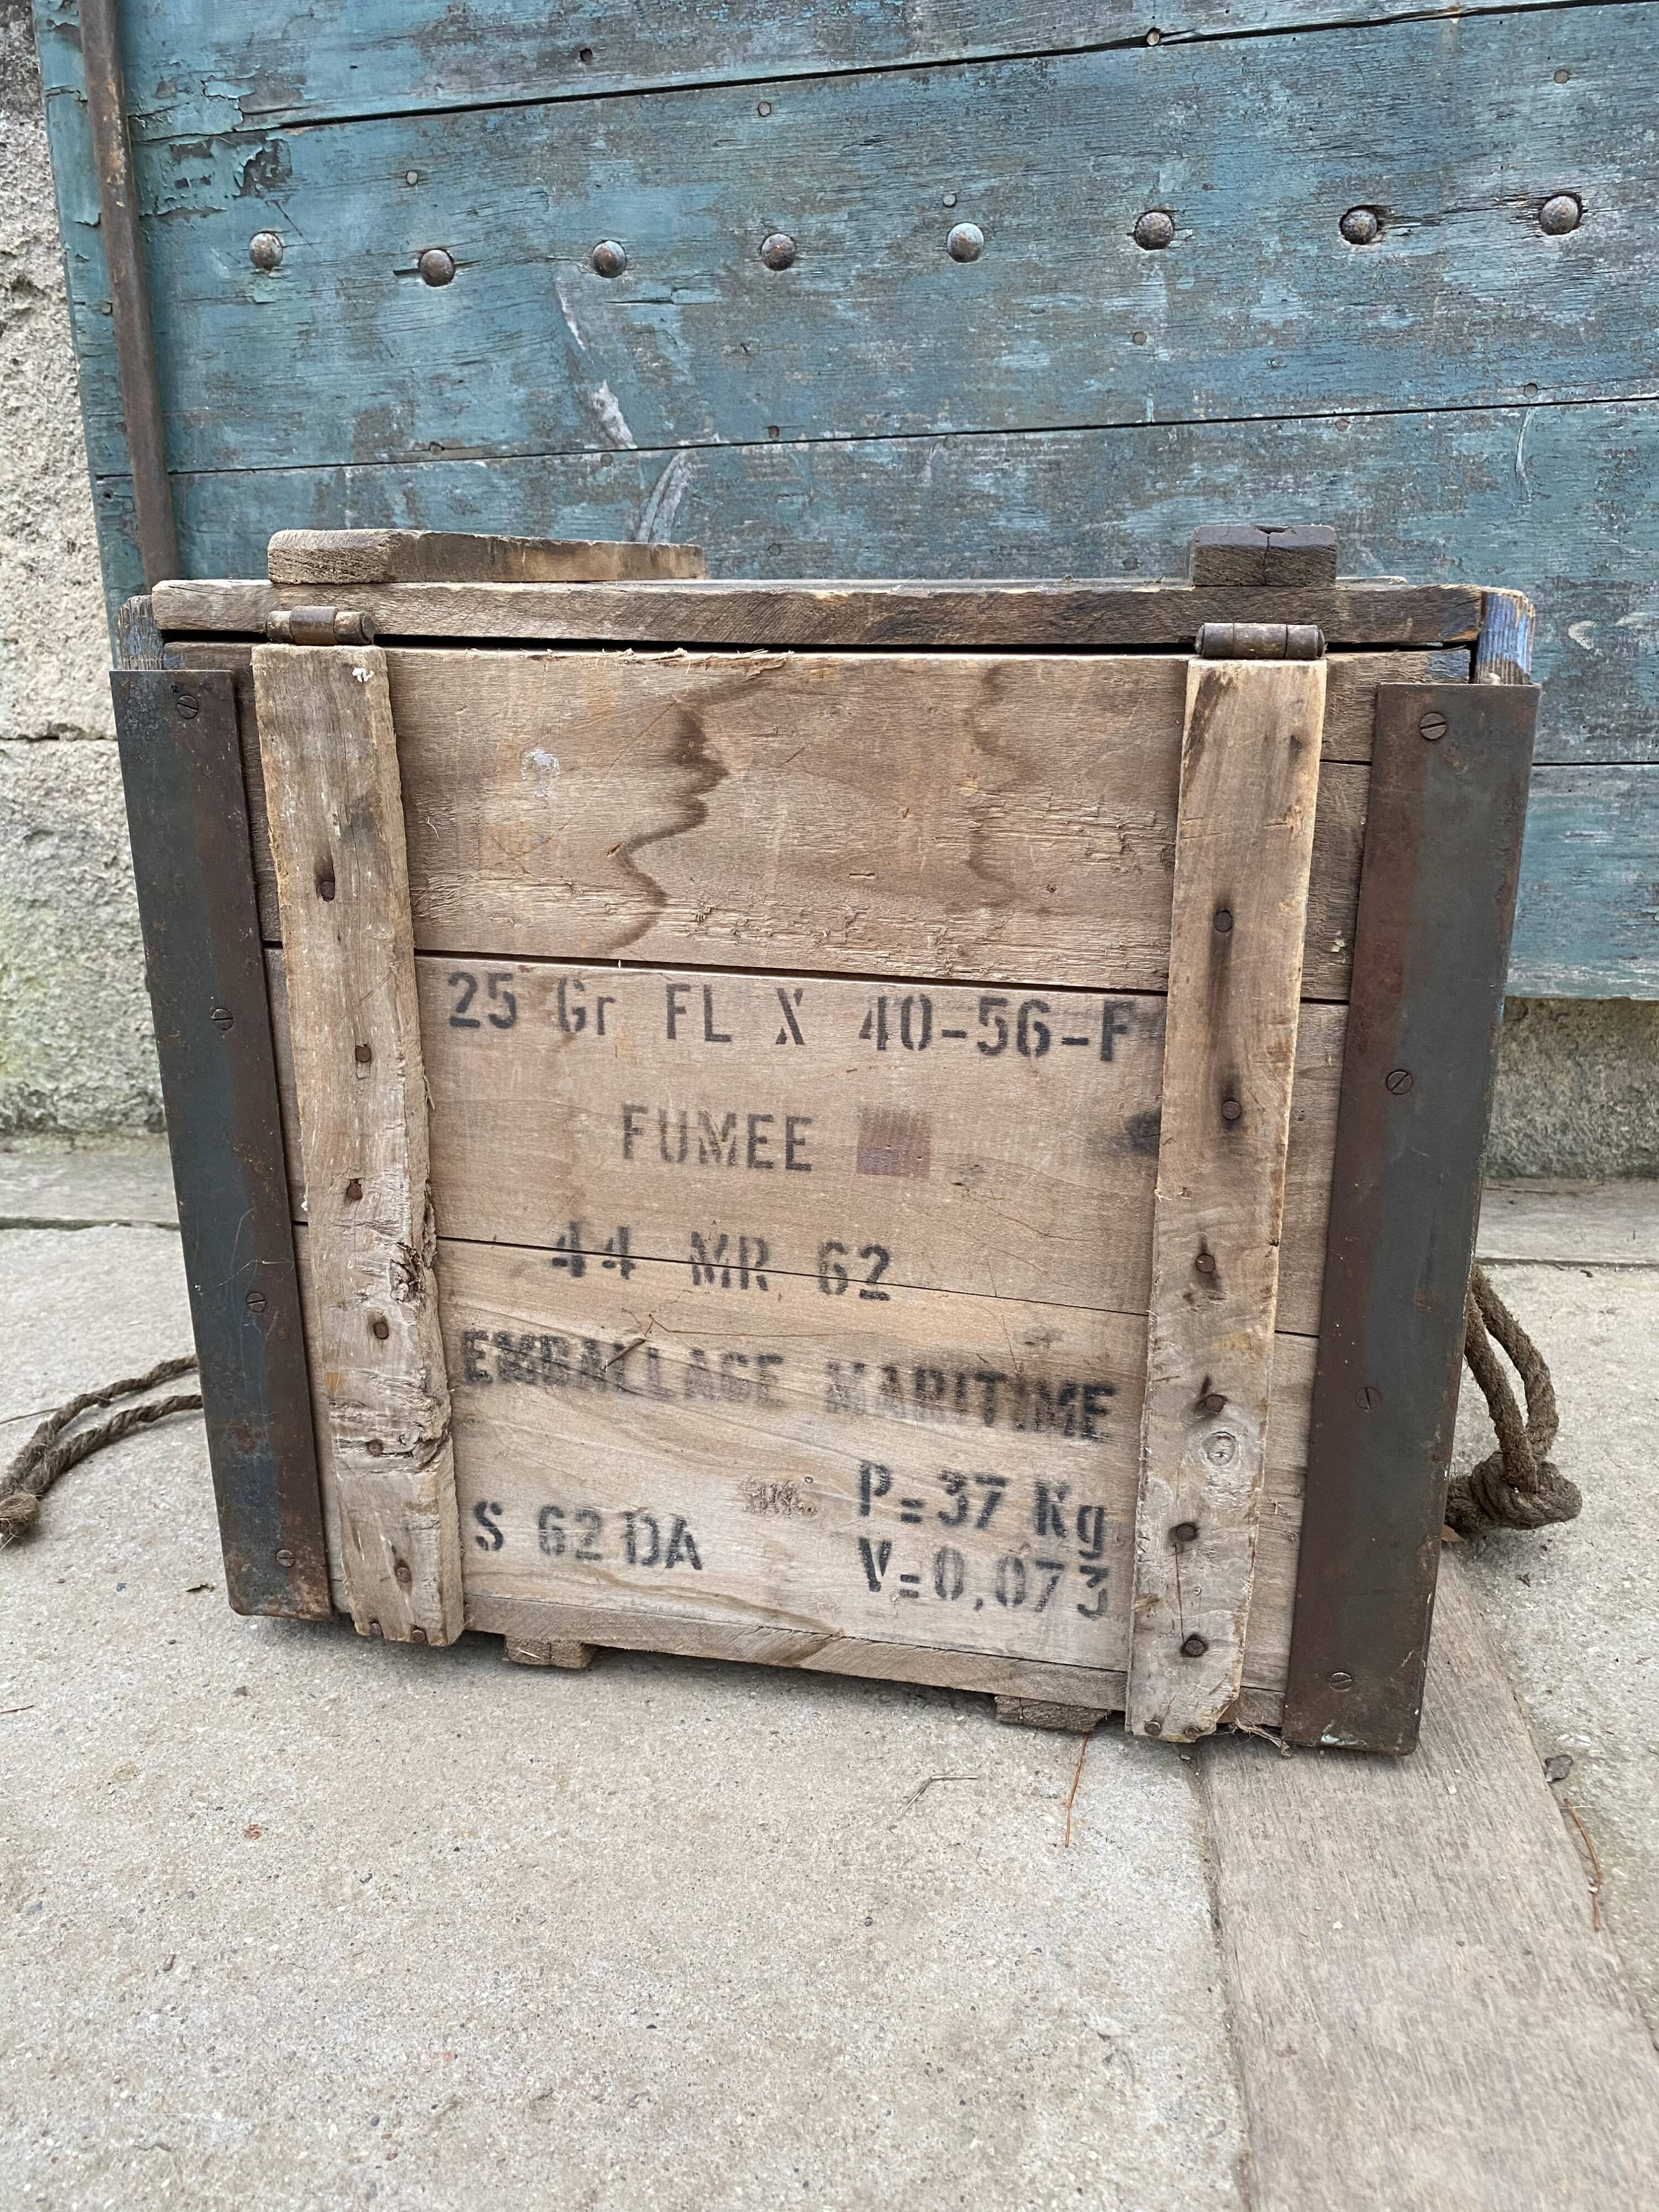 25 Gr FL X 40-56-F
FUMEE
44 MR 62
EMBALLAGE MARITIME
P=37 Kg
S 62 DA
V=0,073